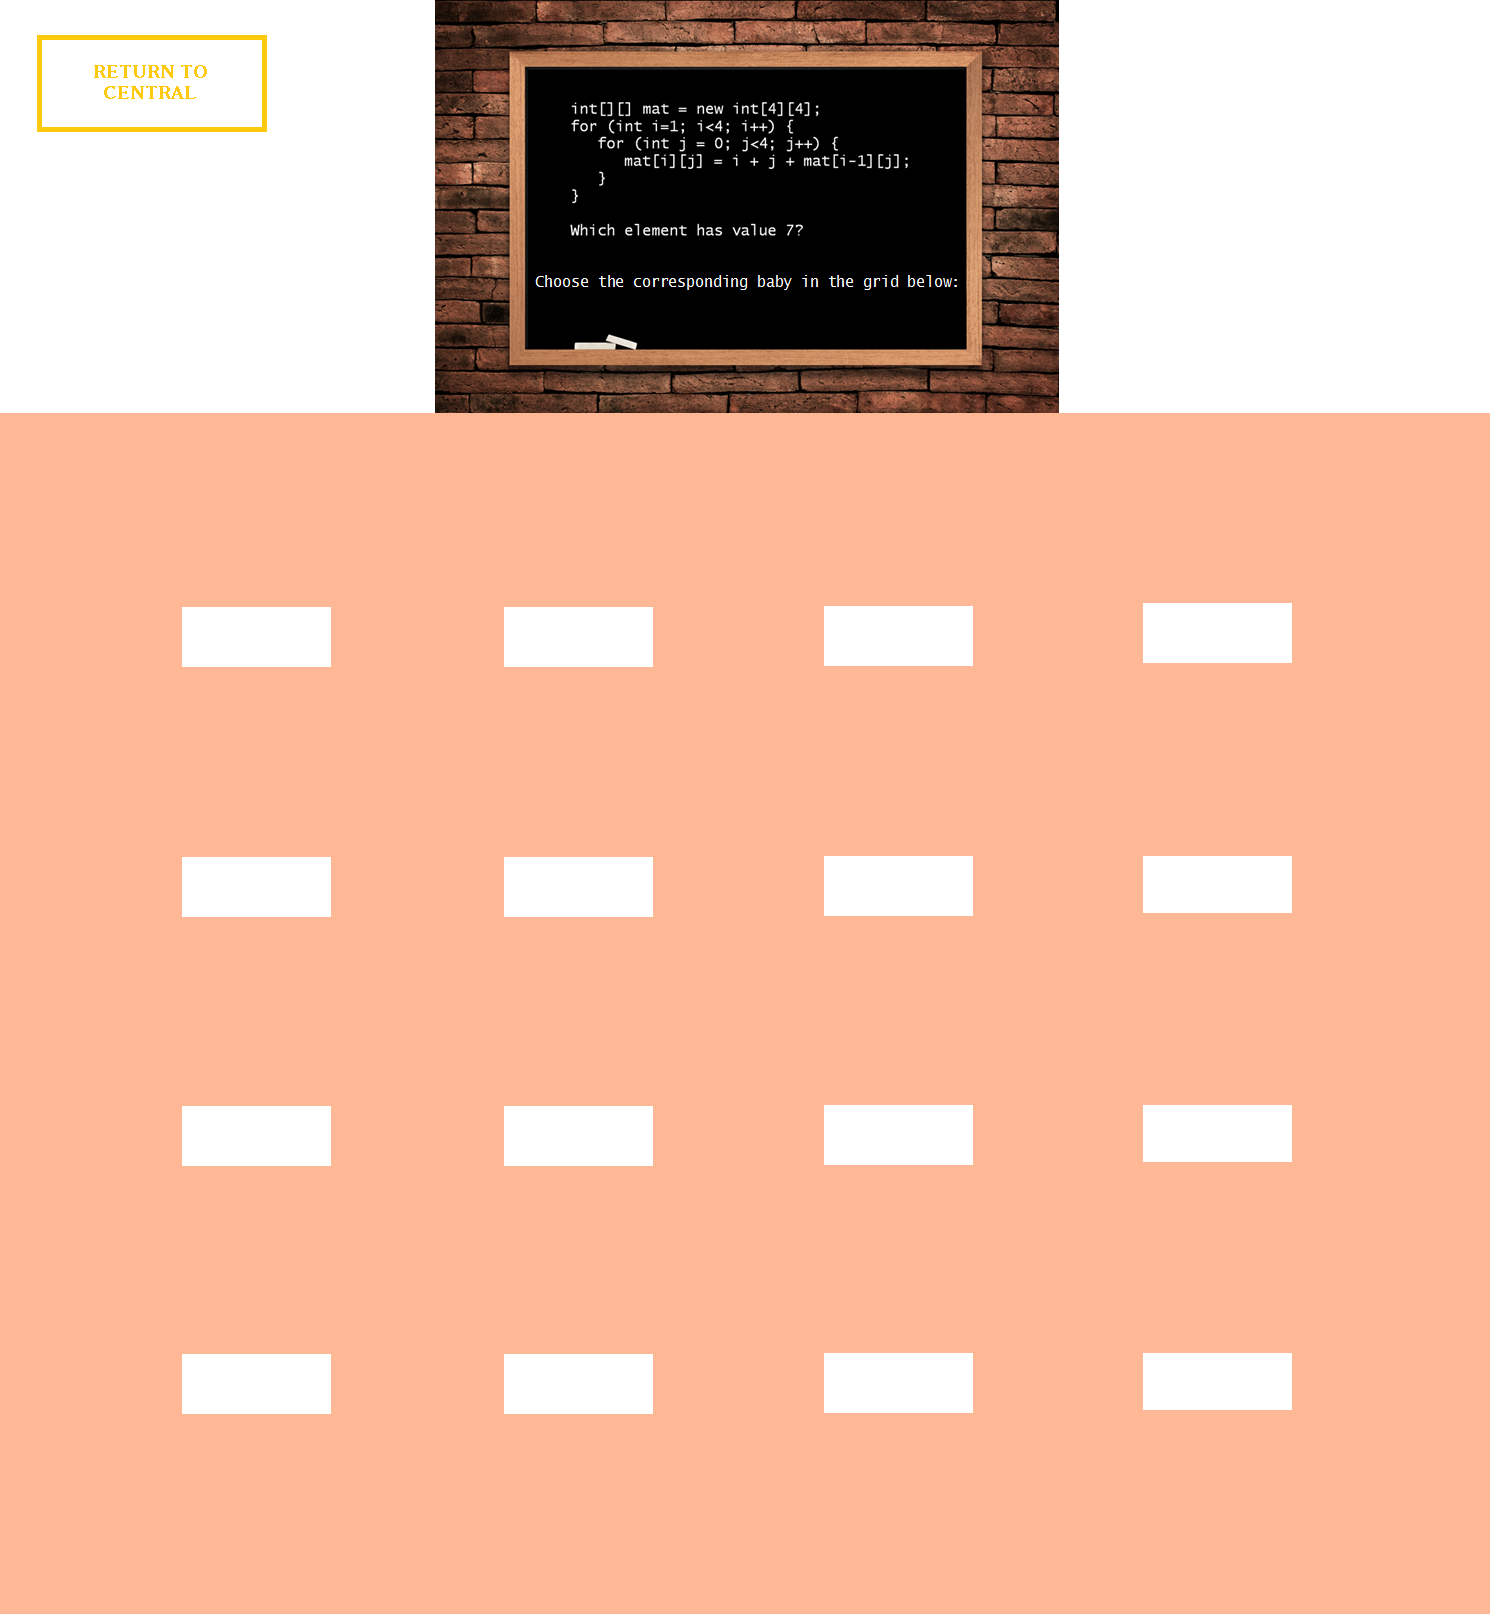 RETURN TO
CENTRAL
int[][] mat = new int[4][4];
for (int i=1; i<4; i++) {
for (int j = 0; j<4; j++) {
mat[i][j] = i + j + mat[i-1][j];
}
}
Which element has value 7?
Choose the corresponding baby in the grid below: